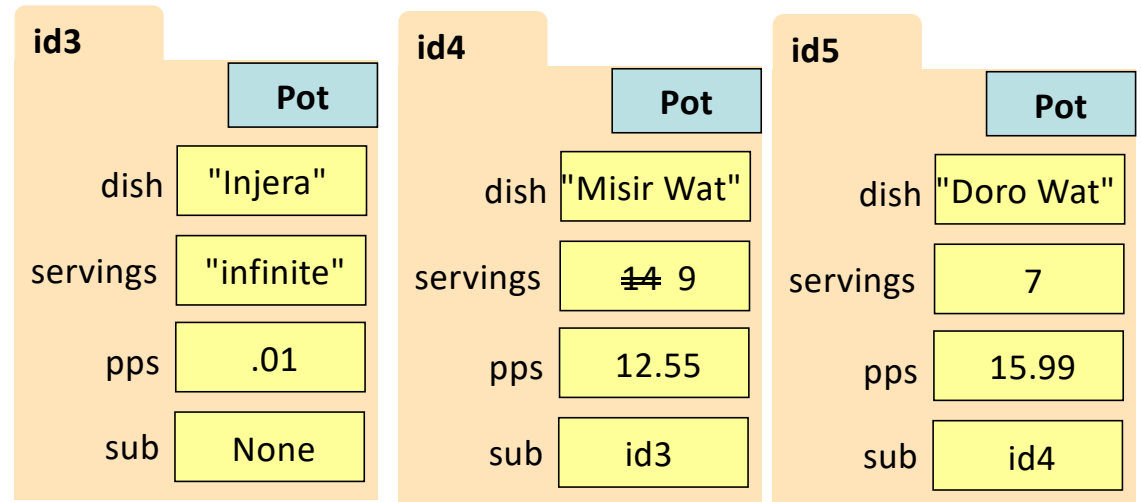 id3
Pot
dish "Injera"
servings "infinite"
pps .01
sub None
id4
Pot
dish "Misir Wat"
servings 14 9
pps 12.55
sub id3
id5
Pot
dish "Doro Wat"
servings 7
pps 15.99
sub id4